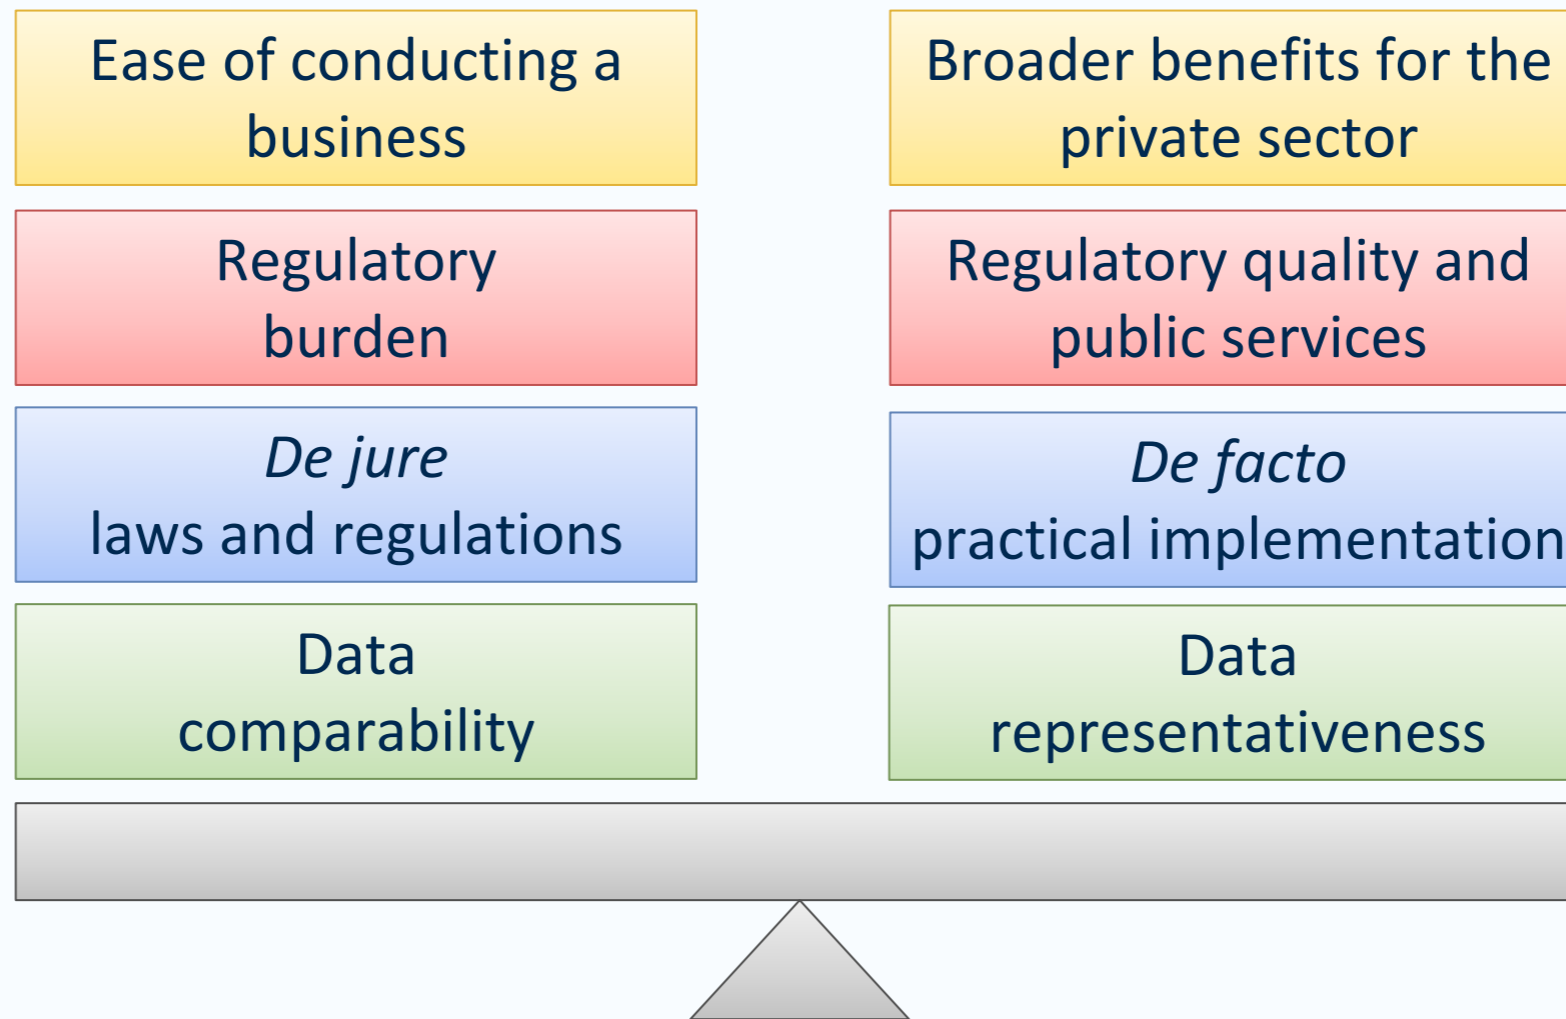 Ease of conducting a
business
Broader benefits for the
private sector
Regulatory
burden
Regulatory quality and
public services
De jure
laws and regulations
De facto
practical implementation
Data
comparability
Data
representativeness